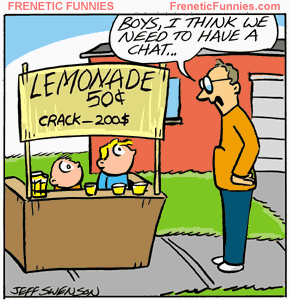 FRENETIC FUNNIES
FreneticFunnies.com
BOYS, I THINK WE
NEED TO HAVE A
CHAT...
LEMONADE
50¢
CRACK-200$
JEFF SWENSON